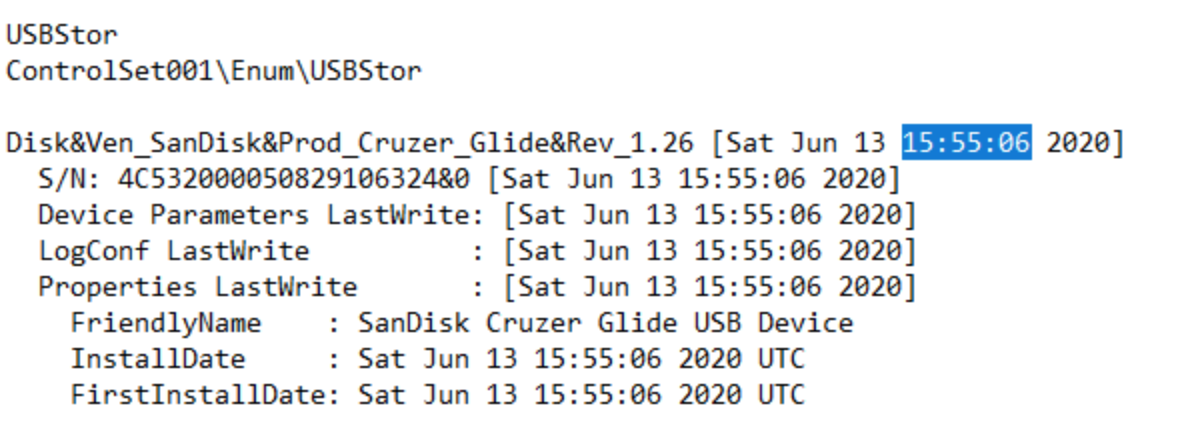 USBStor
ControlSet001\Enum\USBStor
Disk&Ven_SanDisk&Prod_Cruzer_Glide&Rev_1.26 [Sat Jun 13 15:55:06 2020]
S/N: 4C532000050829106324&0 [Sat Jun 13 15:55:06 2020]
Device Parameters LastWrite: [Sat Jun 13 15:55:06 2020]
LogConf LastWrite          : [Sat Jun 13 15:55:06 2020]
Properties LastWrite       : [Sat Jun 13 15:55:06 2020]
FriendlyName    : SanDisk Cruzer Glide USB Device
InstallDate     : Sat Jun 13 15:55:06 2020 UTC
FirstInstallDate: Sat Jun 13 15:55:06 2020 UTC